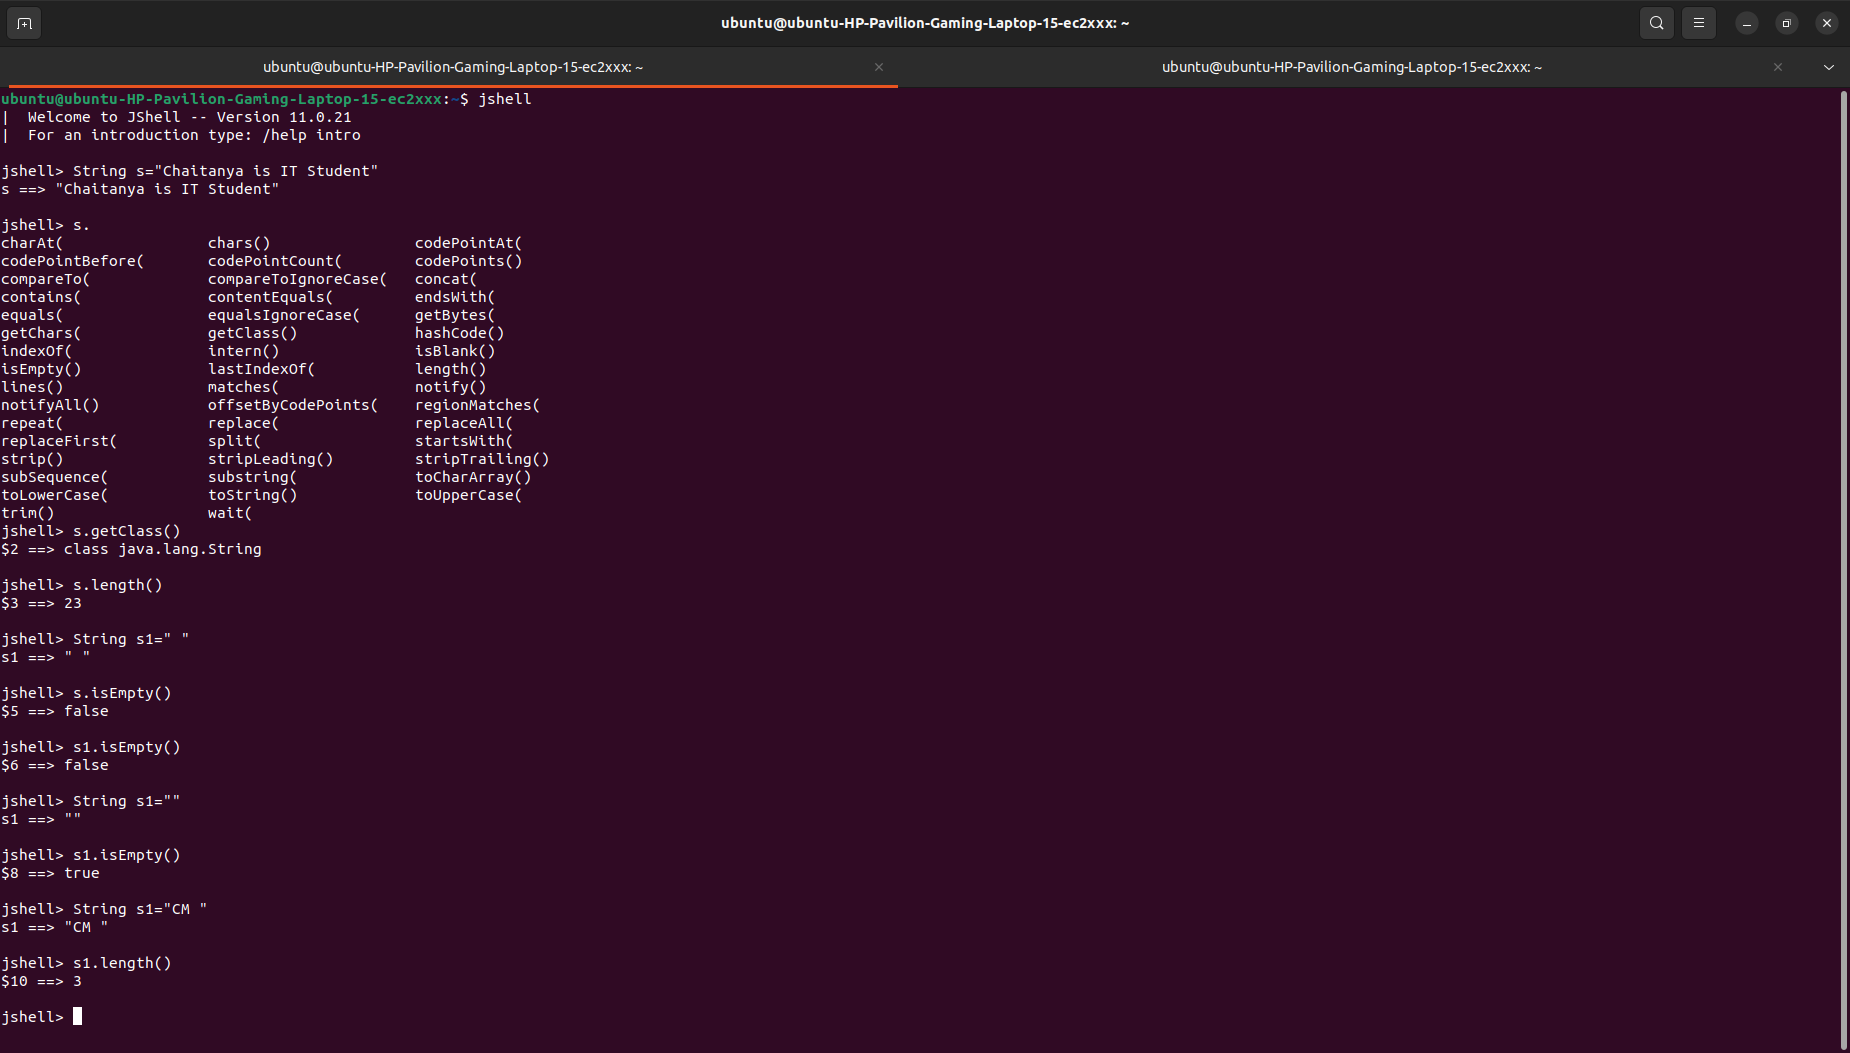 ubuntu@ubuntu-HP-Pavilion-Gaming-Laptop-15-ec2xxx: ~
ubuntu@ubuntu-HP-Pavilion-Gaming-Laptop-15-ec2xxx: ~ ubuntu@ubuntu-HP-Pavilion-Gaming-Laptop-15-ec2xxx: ~
ubuntu@ubuntu-HP-Pavilion-Gaming-Laptop-15-ec2xxx:~$ jshell
|  Welcome to JShell -- Version 11.0.21
|  For an introduction type: /help intro
jshell> String s="Chaitanya is IT Student"
s ==> "Chaitanya is IT Student"
jshell> s.
charAt(                chars()                codePointAt(
codePointBefore(       codePointCount(        codePoints()
compareTo(             compareToIgnoreCase(   concat(
contains(              contentEquals(         endsWith(
equals(                equalsIgnoreCase(      getBytes(
getChars(              getClass()             hashCode()
indexOf(               intern()               isBlank()
isEmpty()              lastIndexOf(           length()
lines()                matches(               notify()
notifyAll()            offsetByCodePoints(    regionMatches(
repeat(                replace(               replaceAll(
replaceFirst(          split(                 startsWith(
strip()                stripLeading()         stripTrailing()
subSequence(           substring(             toCharArray()
toLowerCase(           toString()             toUpperCase(
trim()                 wait(
jshell> s.getClass()
$2 ==> class java.lang.String
jshell> s.length()
$3 ==> 23
jshell> String s1=" "
s1 ==> " "
jshell> s.isEmpty()
$5 ==> false
jshell> s1.isEmpty()
$6 ==> false
jshell> String s1=""
s1 ==> ""
jshell> s1.isEmpty()
$8 ==> true
jshell> String s1="CM "
s1 ==> "CM "
jshell> s1.length()
$10 ==> 3
jshell>